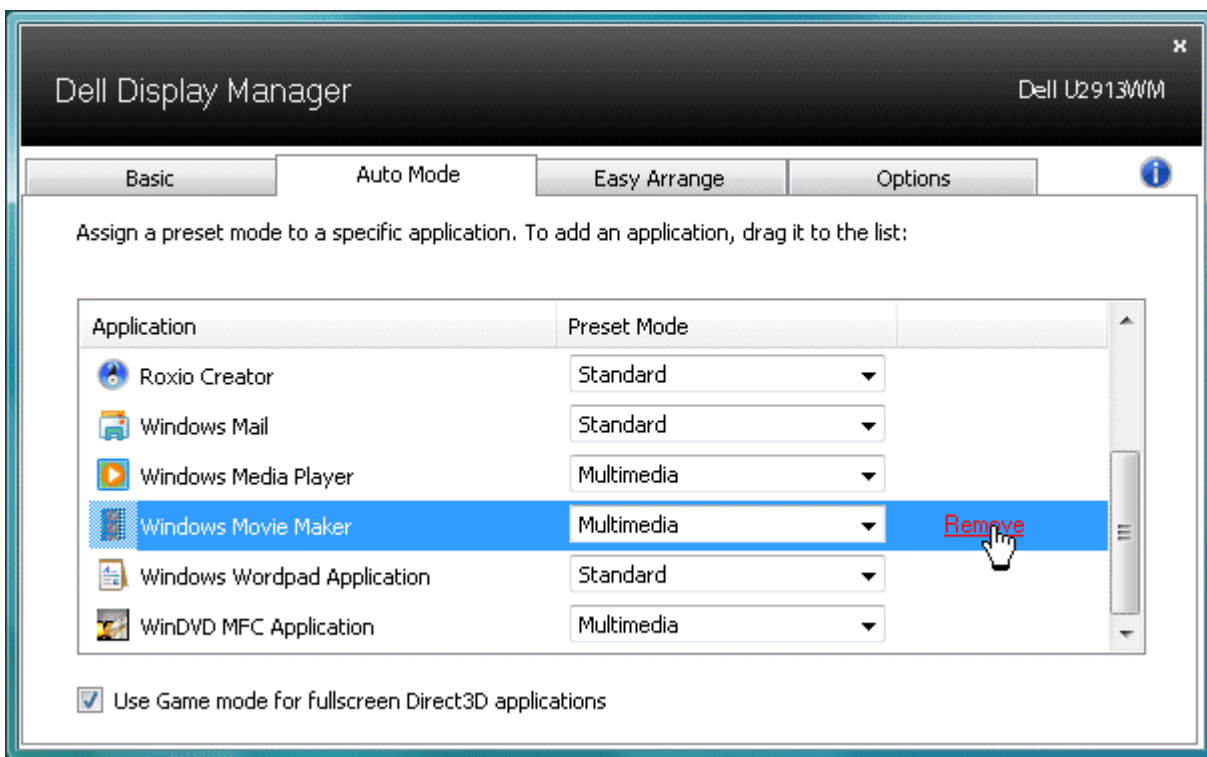 Dell Display Manager
Dell U2913WM
Basic
Auto Mode
Easy Arrange
Options
Assign a preset mode to a specific application. To add an application, drag it to the list:
Application Preset Mode
Roxio Creator Standard
Windows Mail Standard
Windows Media Player Multimedia
Windows Movie Maker Multimedia Remove
Windows Wordpad Application Standard
WinDVD MFC Application Multimedia
Use Game mode for fullscreen Direct3D applications